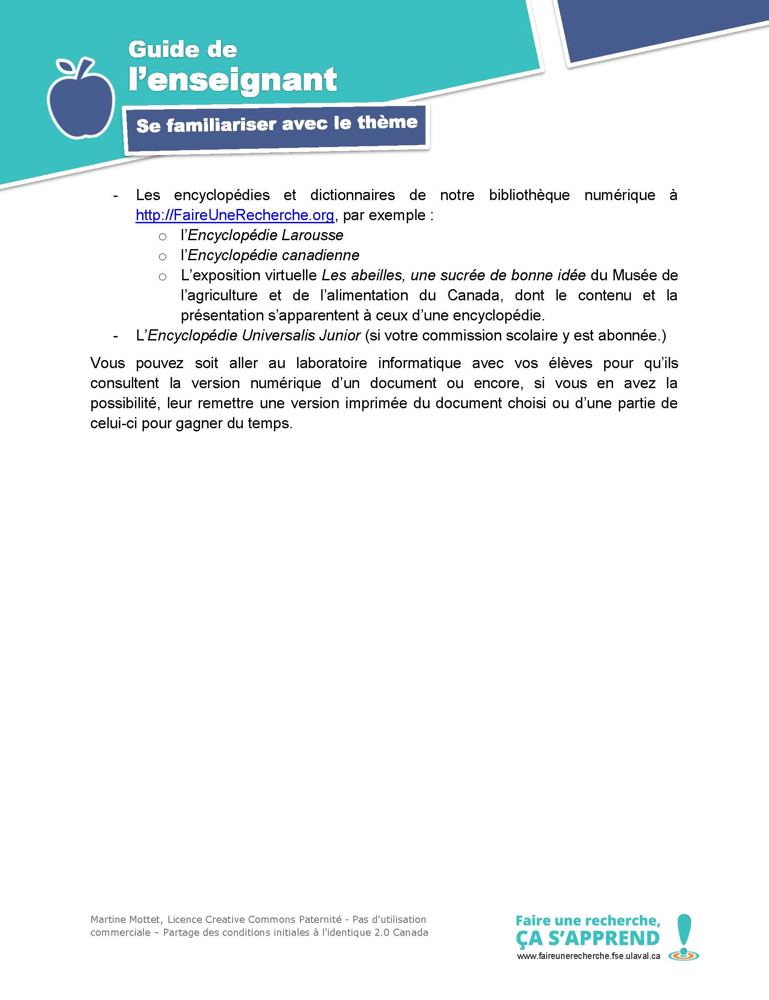 Guide de
l’enseignant
Se familiariser avec le thème
- Les encyclopédies et dictionnaires de notre bibliothèque numérique à
http://FaireUneRecherche.org, par exemple :
o l’Encyclopédie Larousse
o l’Encyclopédie canadienne
o L’exposition virtuelle Les abeilles, une sucrée de bonne idée du Musée de
l’agriculture et de l’alimentation du Canada, dont le contenu et la
présentation s’apparentent à ceux d’une encyclopédie.
- L’Encyclopédie Universalis Junior (si votre commission scolaire y est abonnée.)
Vous pouvez soit aller au laboratoire informatique avec vos élèves pour qu’ils
consultent la version numérique d’un document ou encore, si vous en avez la
possibilité, leur remettre une version imprimée du document choisi ou d’une partie de
celui-ci pour gagner du temps.
Martine Mottet, Licence Creative Commons Paternité - Pas d'utilisation
commerciale – Partage des conditions initiales à l'identique 2.0 Canada
Faire une recherche,
ÇA S’APPREND
www.faireunerecherche.fse.ulaval.ca